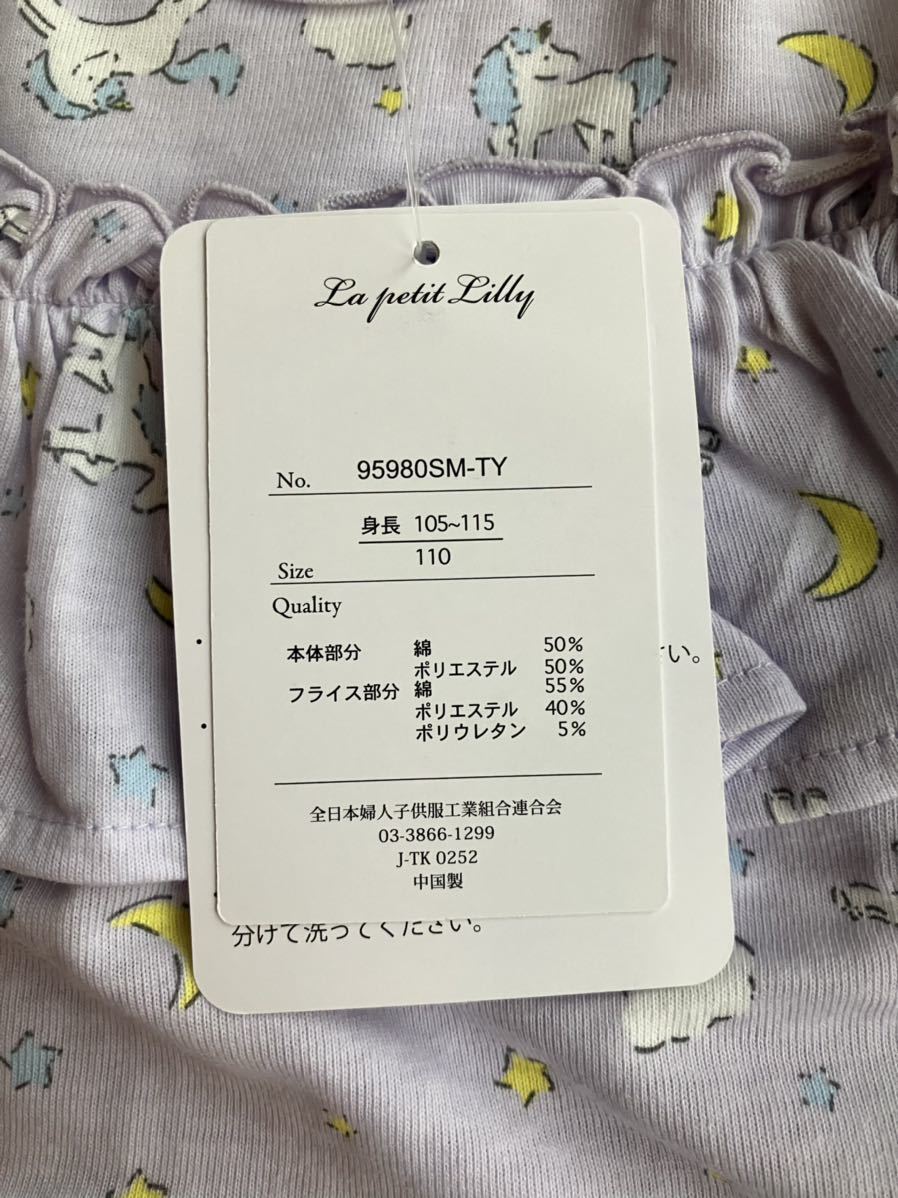 La petit Lilly
No. 95980SM-TY
身長 105~115
110
Size
Quality
本体部分 綿 50%
ポリエステル 50%
フライス部分 綿 55%
ポリエステル 40%
ポリウレタン 5%
全日本婦人子供服工業組合連合会
03-3866-1299
J-TK 0252
中国製
・
い。
・
分けて洗ってください。